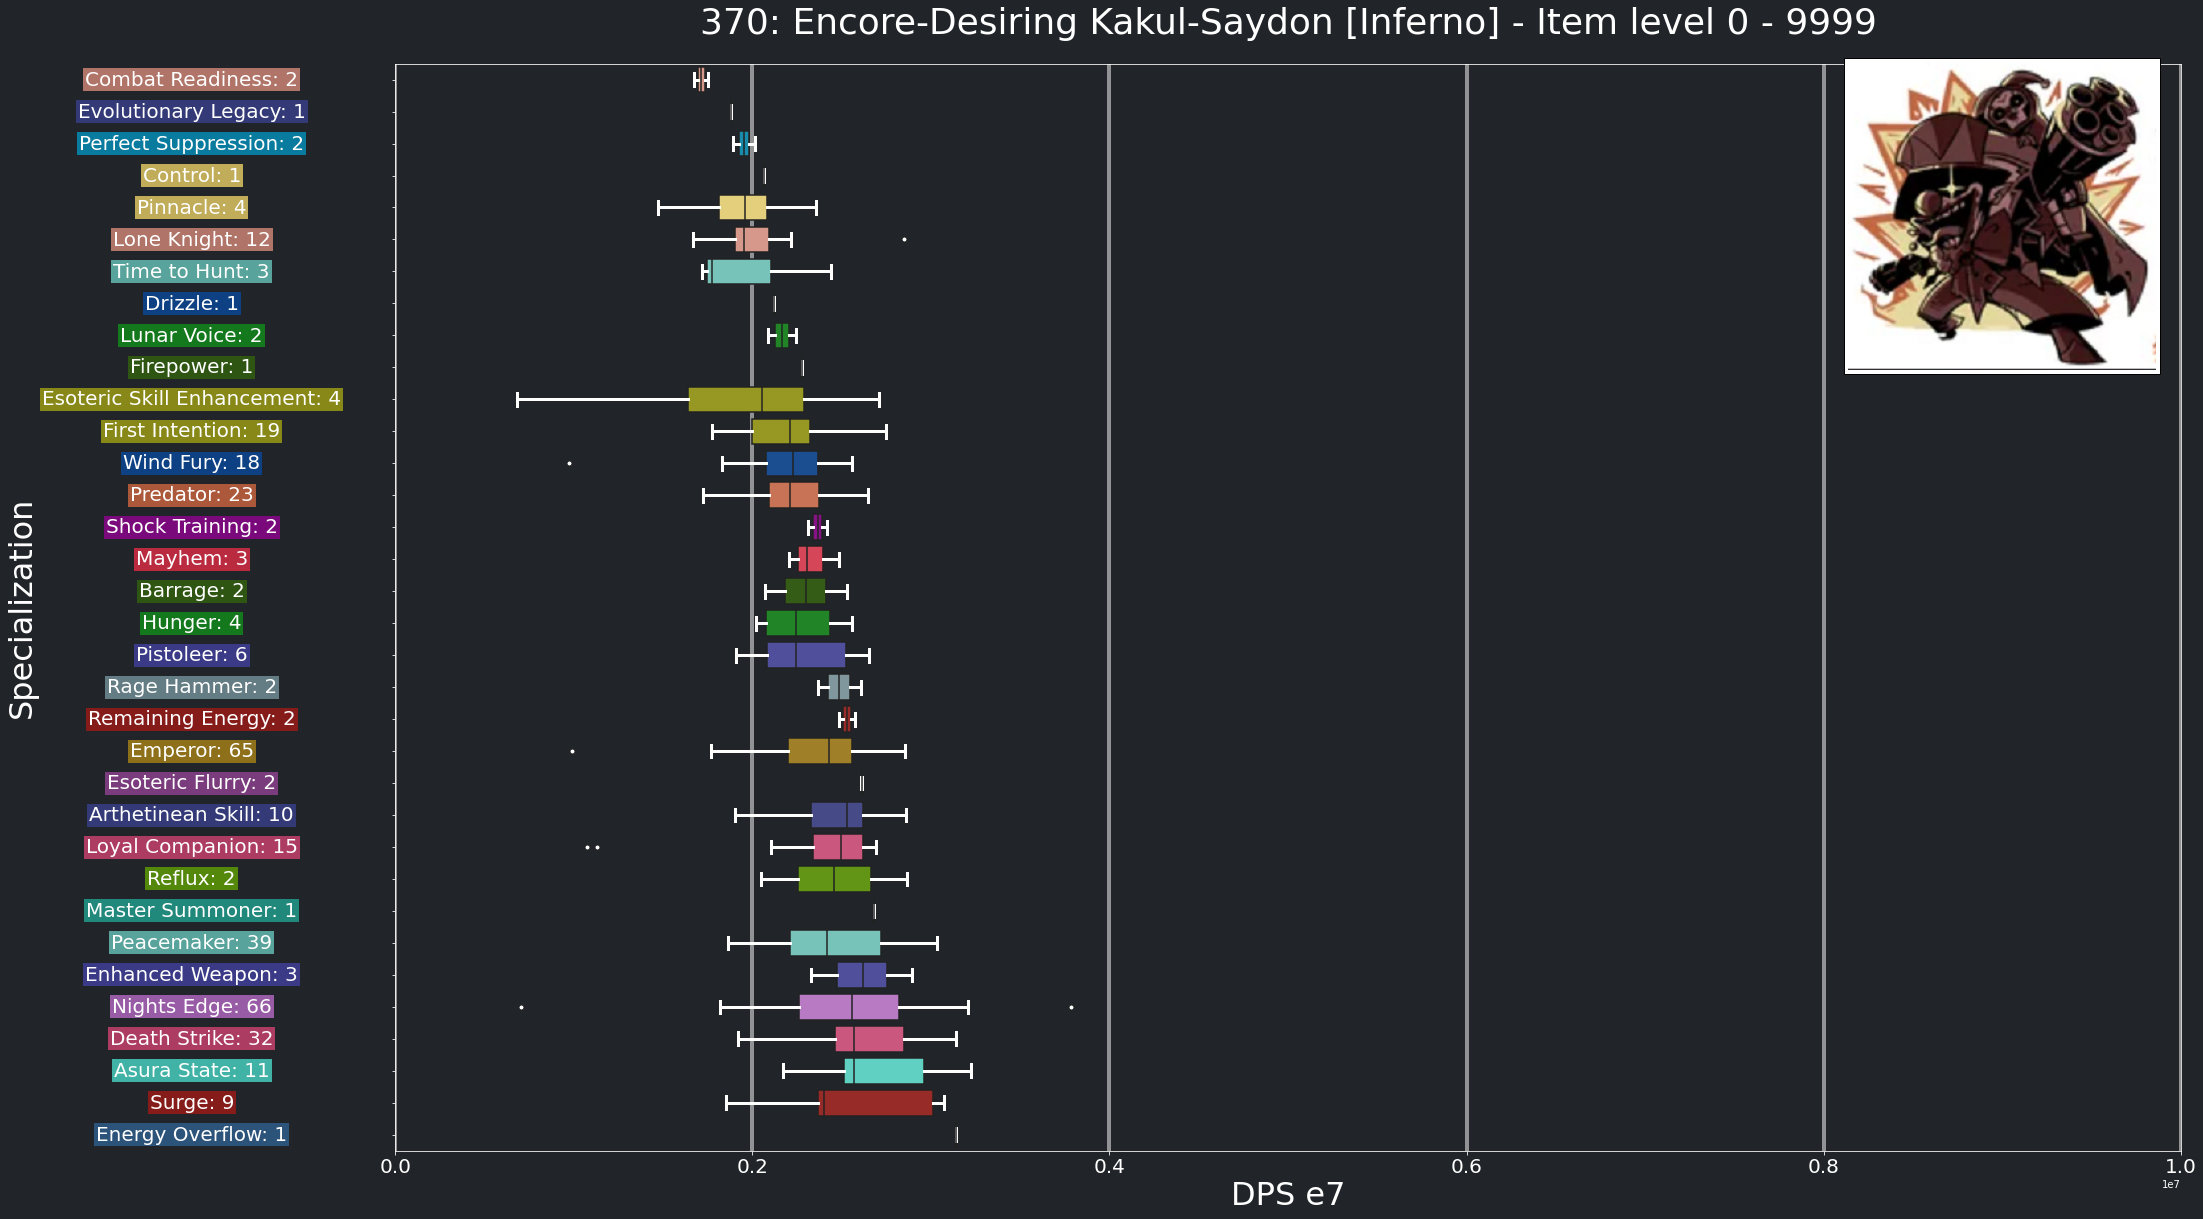 370: Encore-Desiring Kakul-Saydon [Inferno] - Item level 0 - 9999
Specialization
Combat Readiness: 2
Evolutionary Legacy: 1
Perfect Suppression: 2
Control: 1
Pinnacle: 4
Lone Knight: 12
Time to Hunt: 3
Drizzle: 1
Lunar Voice: 2
Firepower: 1
Esoteric Skill Enhancement: 4
First Intention: 19
Wind Fury: 18
Predator: 23
Shock Training: 2
Mayhem: 3
Barrage: 2
Hunger: 4
Pistoleer: 6
Rage Hammer: 2
Remaining Energy: 2
Emperor: 65
Esoteric Flurry: 2
Arthetinean Skill: 10
Loyal Companion: 15
Reflux: 2
Master Summoner: 1
Peacemaker: 39
Enhanced Weapon: 3
Nights Edge: 66
Death Strike: 32
Asura State: 11
Surge: 9
Energy Overflow: 1
0.0 0.2 0.4 0.6 0.8 1.0
1e7
DPS e7